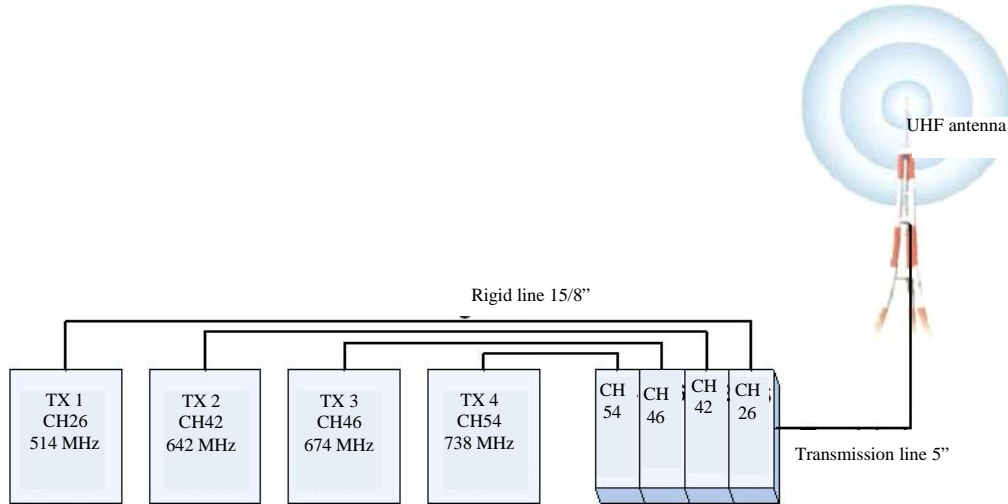 UHF antenna
Rigid line 15/8”
TX 1
CH26
514 MHz
TX 2
CH42
642 MHz
TX 3
CH46
674 MHz
TX 4
CH54
738 MHz
CH
54
CH
46
CH
42
CH
26
Transmission line 5”